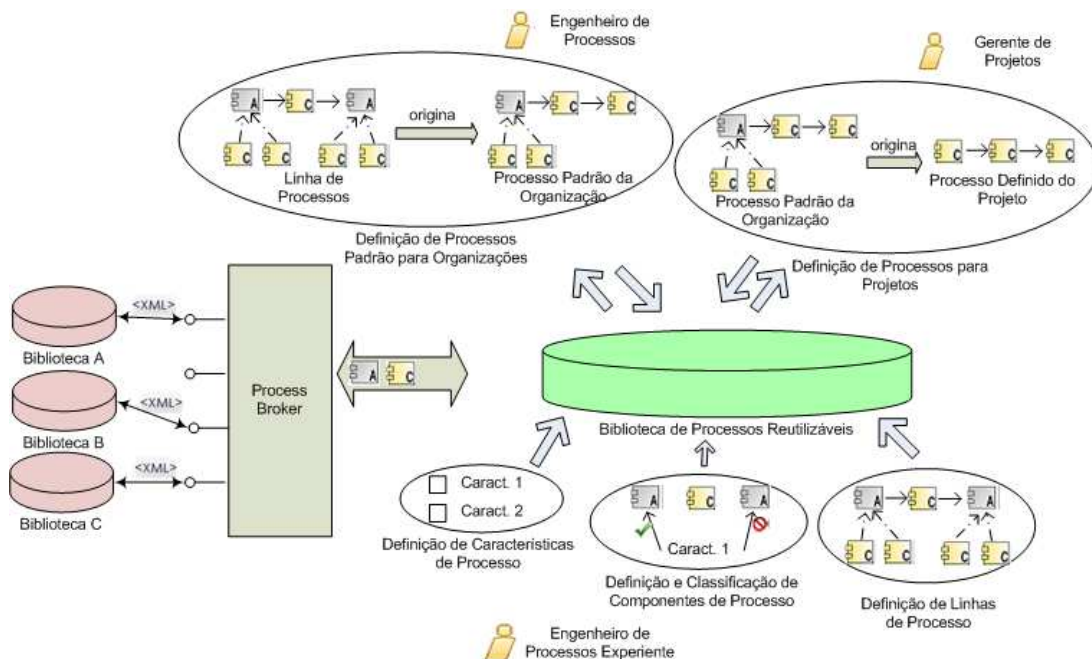 Engenheiro de
Processos
Gerente de
Projetos
A
C
A
origina
A
C
C
C
C
C
C
C
C
Linha de
Processos
Processo Padrão da
Organização
A
C
C
origina
C
C
C
C
C
Processo Padrão da
Organização
Processo Definido do
Projeto
Definição de Processos
Padrão para Organizações
Definição de Processos para
Projetos
<XML>
Biblioteca A
<XML>
Biblioteca B
<XML>
Biblioteca C
Process
Broker
A
C
Biblioteca de Processos Reutilizáveis
Caract. 1
Caract. 2
Definição de Características
de Processo
A
C
A
Caract. 1
Definição e Classificação de
Componentes de Processo
A
C
A
C
C
C
C
Definição de Linhas
de Processo
Engenheiro de
Processos Experiente